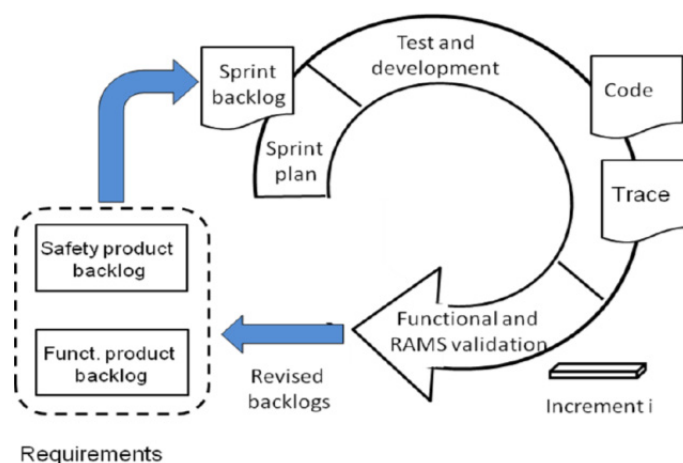 Sprint
backlog
Test and
development
Code
Sprint
plan
Trace
Safety product
backlog
Funct. product
backlog
Functional and
RAMS validation
Revised
backlogs
Increment i
Requirements